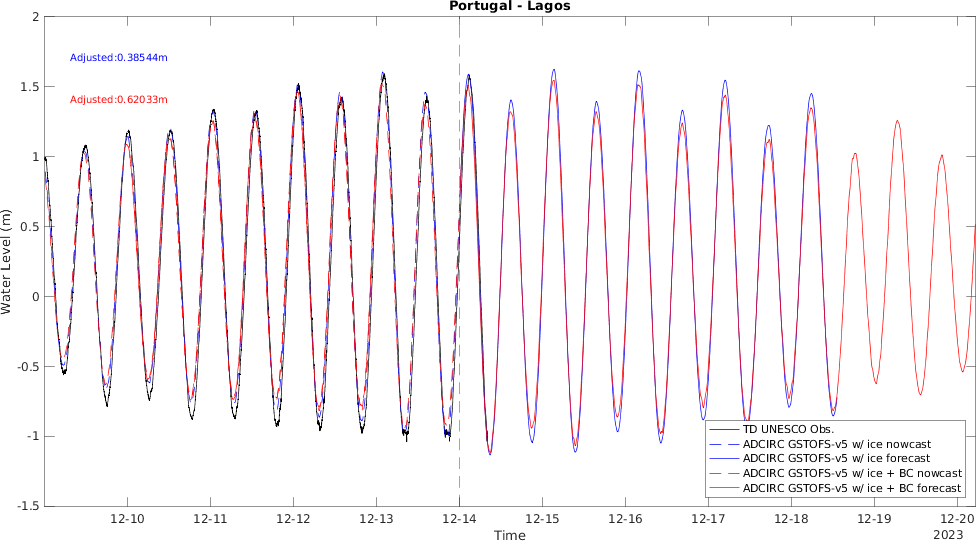 Portugal - Lagos
Adjusted:0.38544m
Adjusted:0.62033m
2
1.5
1
0.5
0
-0.5
-1
-1.5
Water Level (m)
12-10 12-11 12-12 12-13 12-14 12-15 12-16 12-17 12-18 12-19 12-20
Time
2023
TD UNESCO Obs.
ADCIRC GSTOFS-v5 w/ ice nowcast
ADCIRC GSTOFS-v5 w/ ice forecast
ADCIRC GSTOFS-v5 w/ ice + BC nowcast
ADCIRC GSTOFS-v5 w/ ice + BC forecast